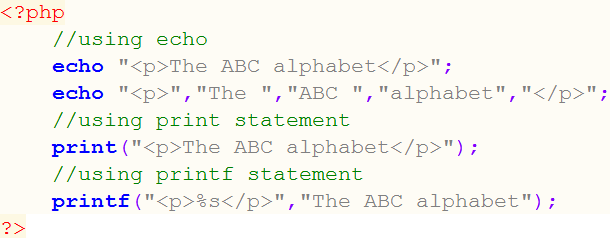 <?php
//using echo
echo "<p>The ABC alphabet</p>";
echo "<p>","The ","ABC ","alphabet","</p>";
//using print statement
print("<p>The ABC alphabet</p>");
//using printf statement
printf("<p>%s</p>","The ABC alphabet");
?>